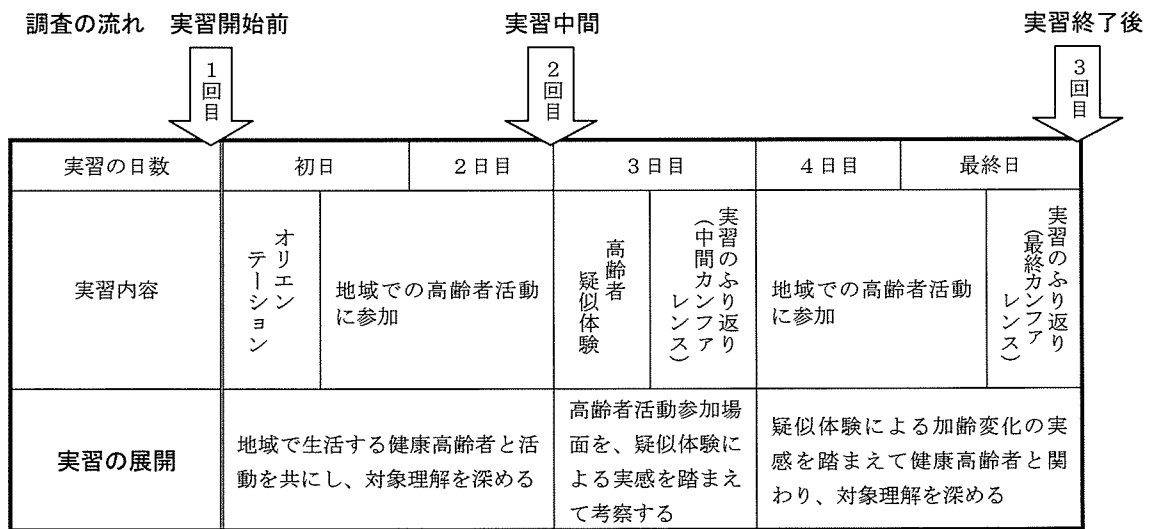 調査の流れ 実習開始前 実習中間 実習終了後
1回目 2回目 3回目
実習の日数 初日 2日目 3日目 4日目 最終日
実習内容
オリエン
テーション
地域での高齢者活動
に参加
高齢者
疑似体験
実習のふり返り
(中間カンファ
レンス)
地域での高齢者活動
に参加
実習のふり返り
(最終カンファ
レンス)
実習の展開
地域で生活する健康高齢者と活
動を共にし、対象理解を深める
高齢者活動参加場
面を、疑似体験に
よる実感を踏まえ
て考察する
疑似体験による加齢変化の実
感を踏まえて健康高齢者と関
わり、対象理解を深める